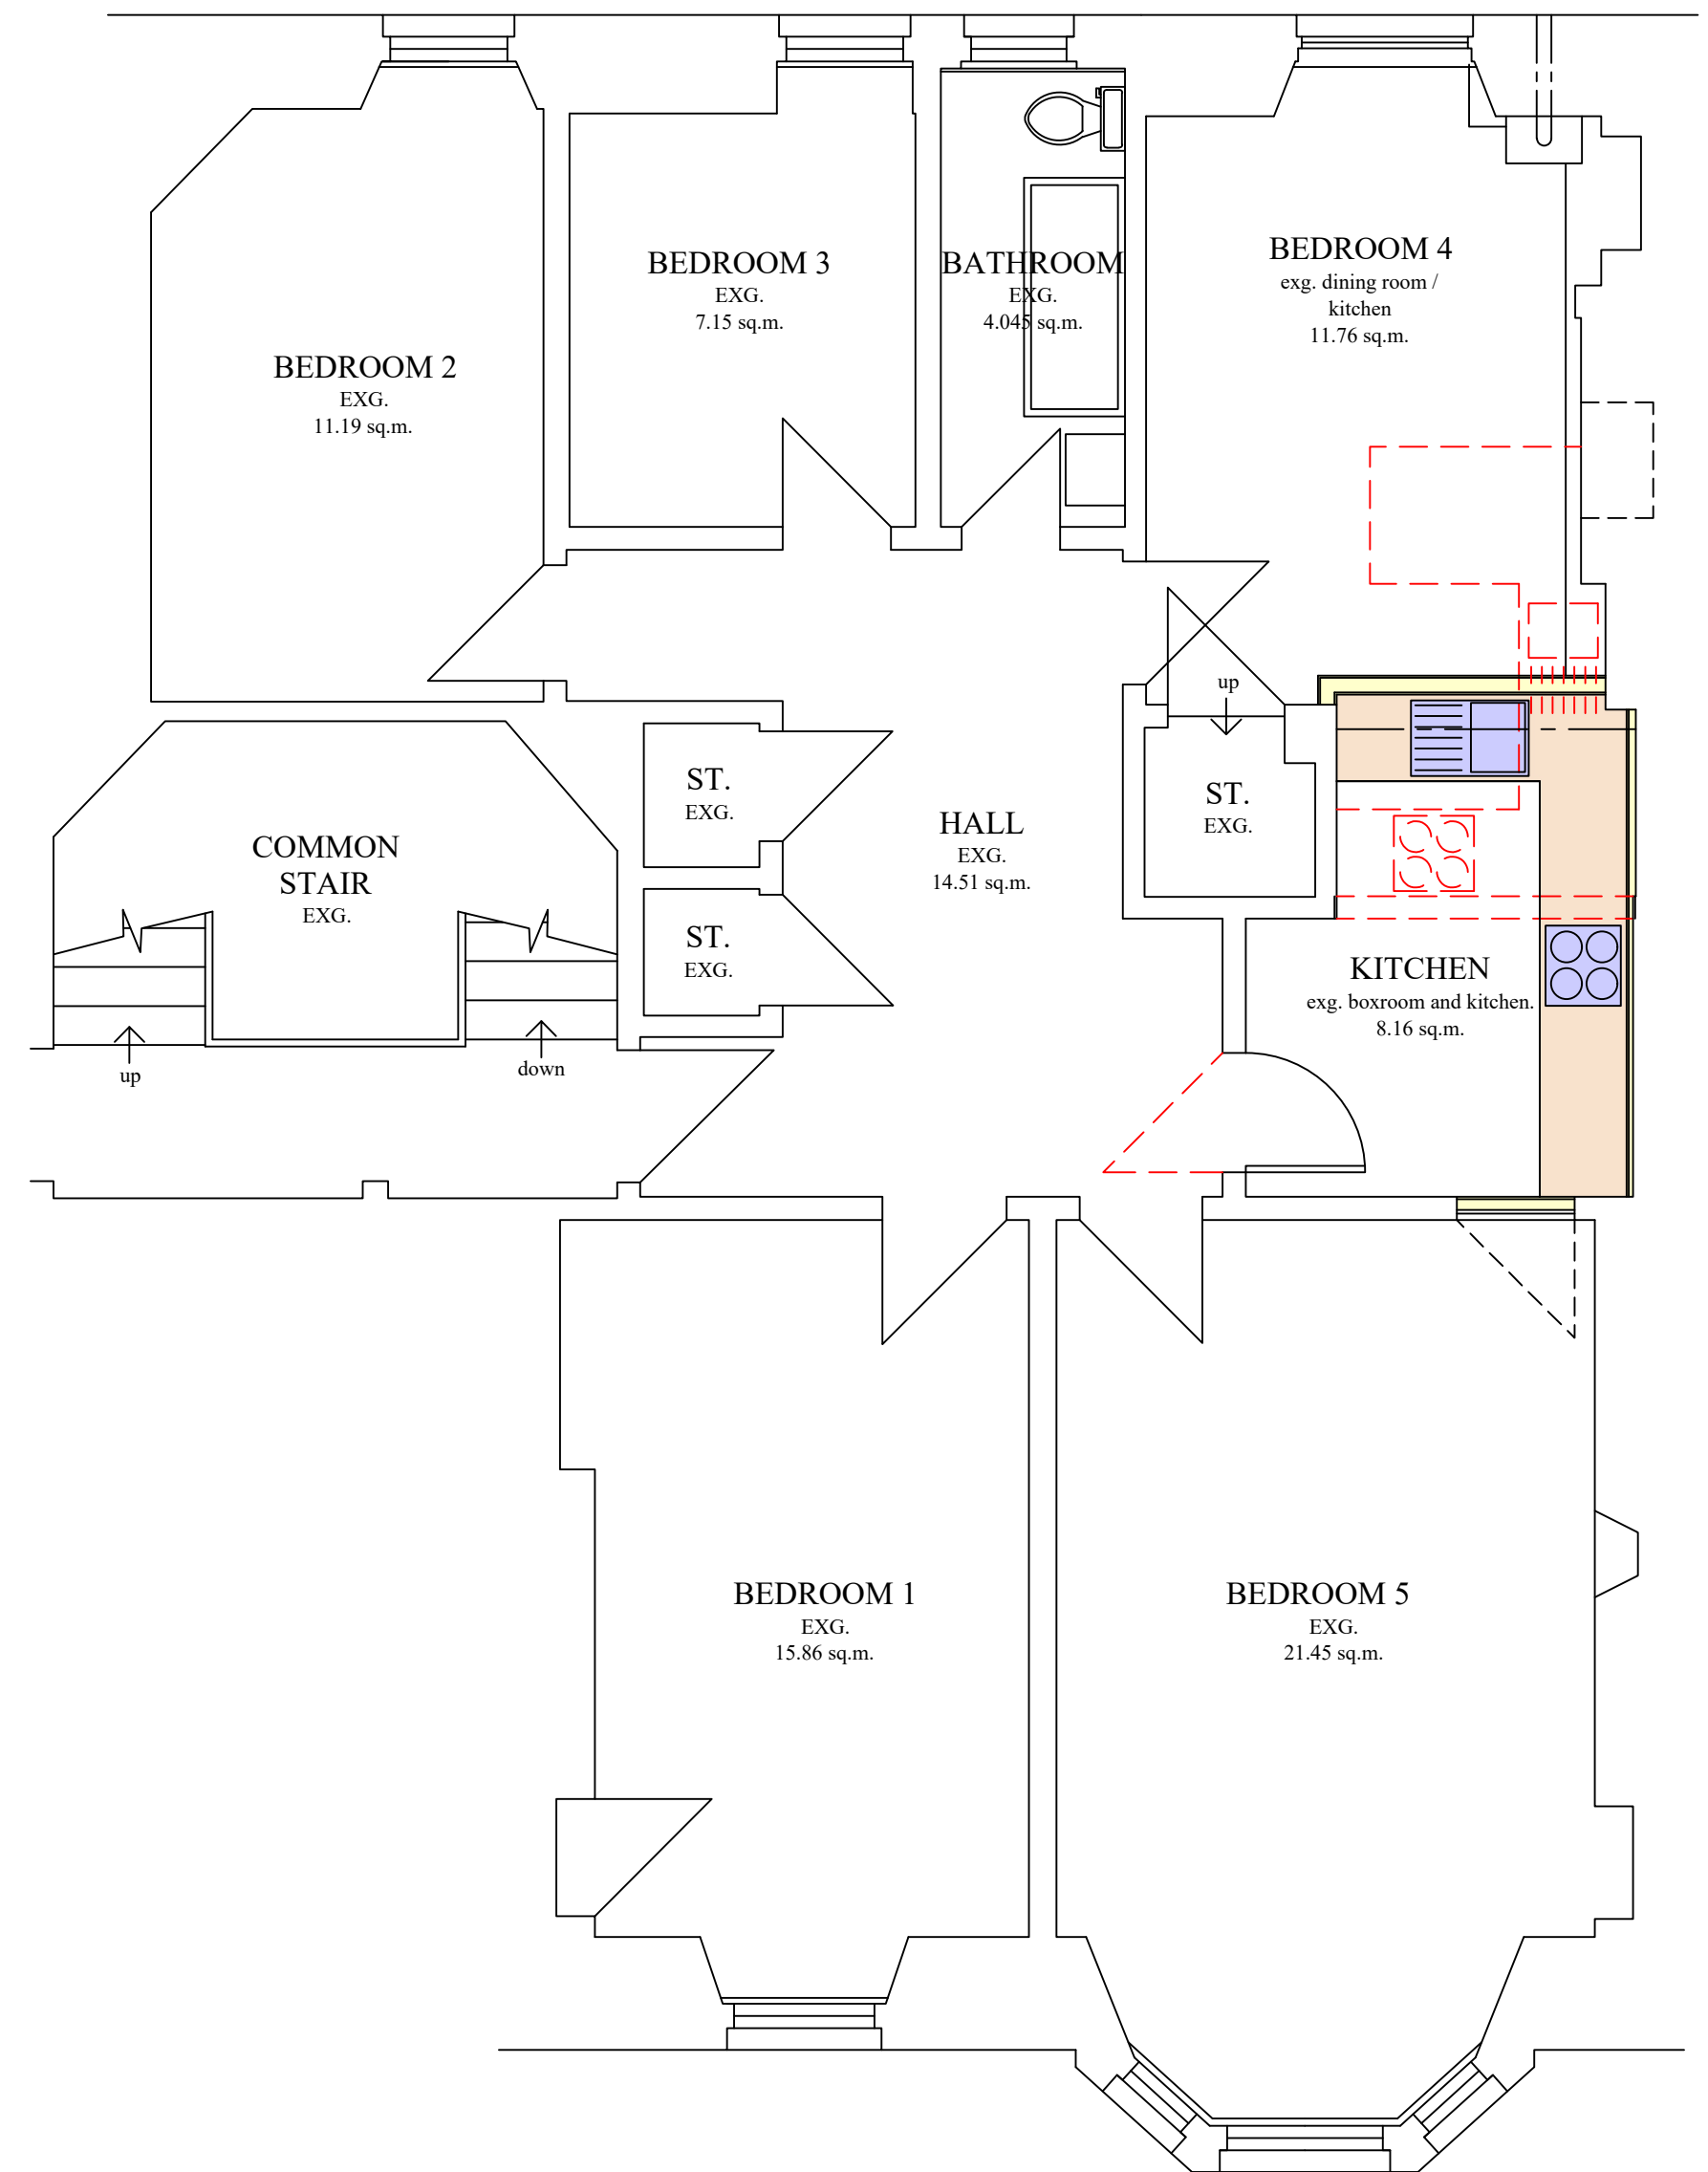 BEDROOM 2
EXG.
11.19 sq.m.
BEDROOM 3
EXG.
7.15 sq.m.
BATHROOM
EXG.
4.045 sq.m.
BEDROOM 4
exg. dining room /
kitchen
11.76 sq.m.
up
ST.
EXG.
ST.
EXG.
HALL
EXG.
14.51 sq.m.
COMMON
STAIR
EXG.
ST.
EXG.
KITCHEN
exg. boxroom and kitchen.
8.16 sq.m.
up
down
BEDROOM 1
EXG.
15.86 sq.m.
BEDROOM 5
EXG.
21.45 sq.m.